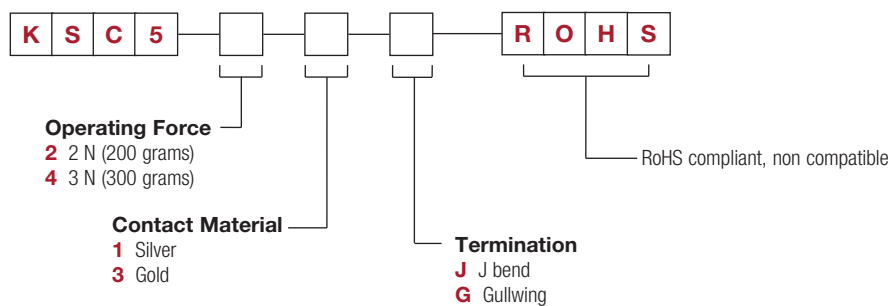 K S C 5 R O H S
Operating Force
2 2 N (200 grams)
4 3 N (300 grams)
RoHS compliant, non compatible
Contact Material
1 Silver
3 Gold
Termination
J J bend
G Gullwing